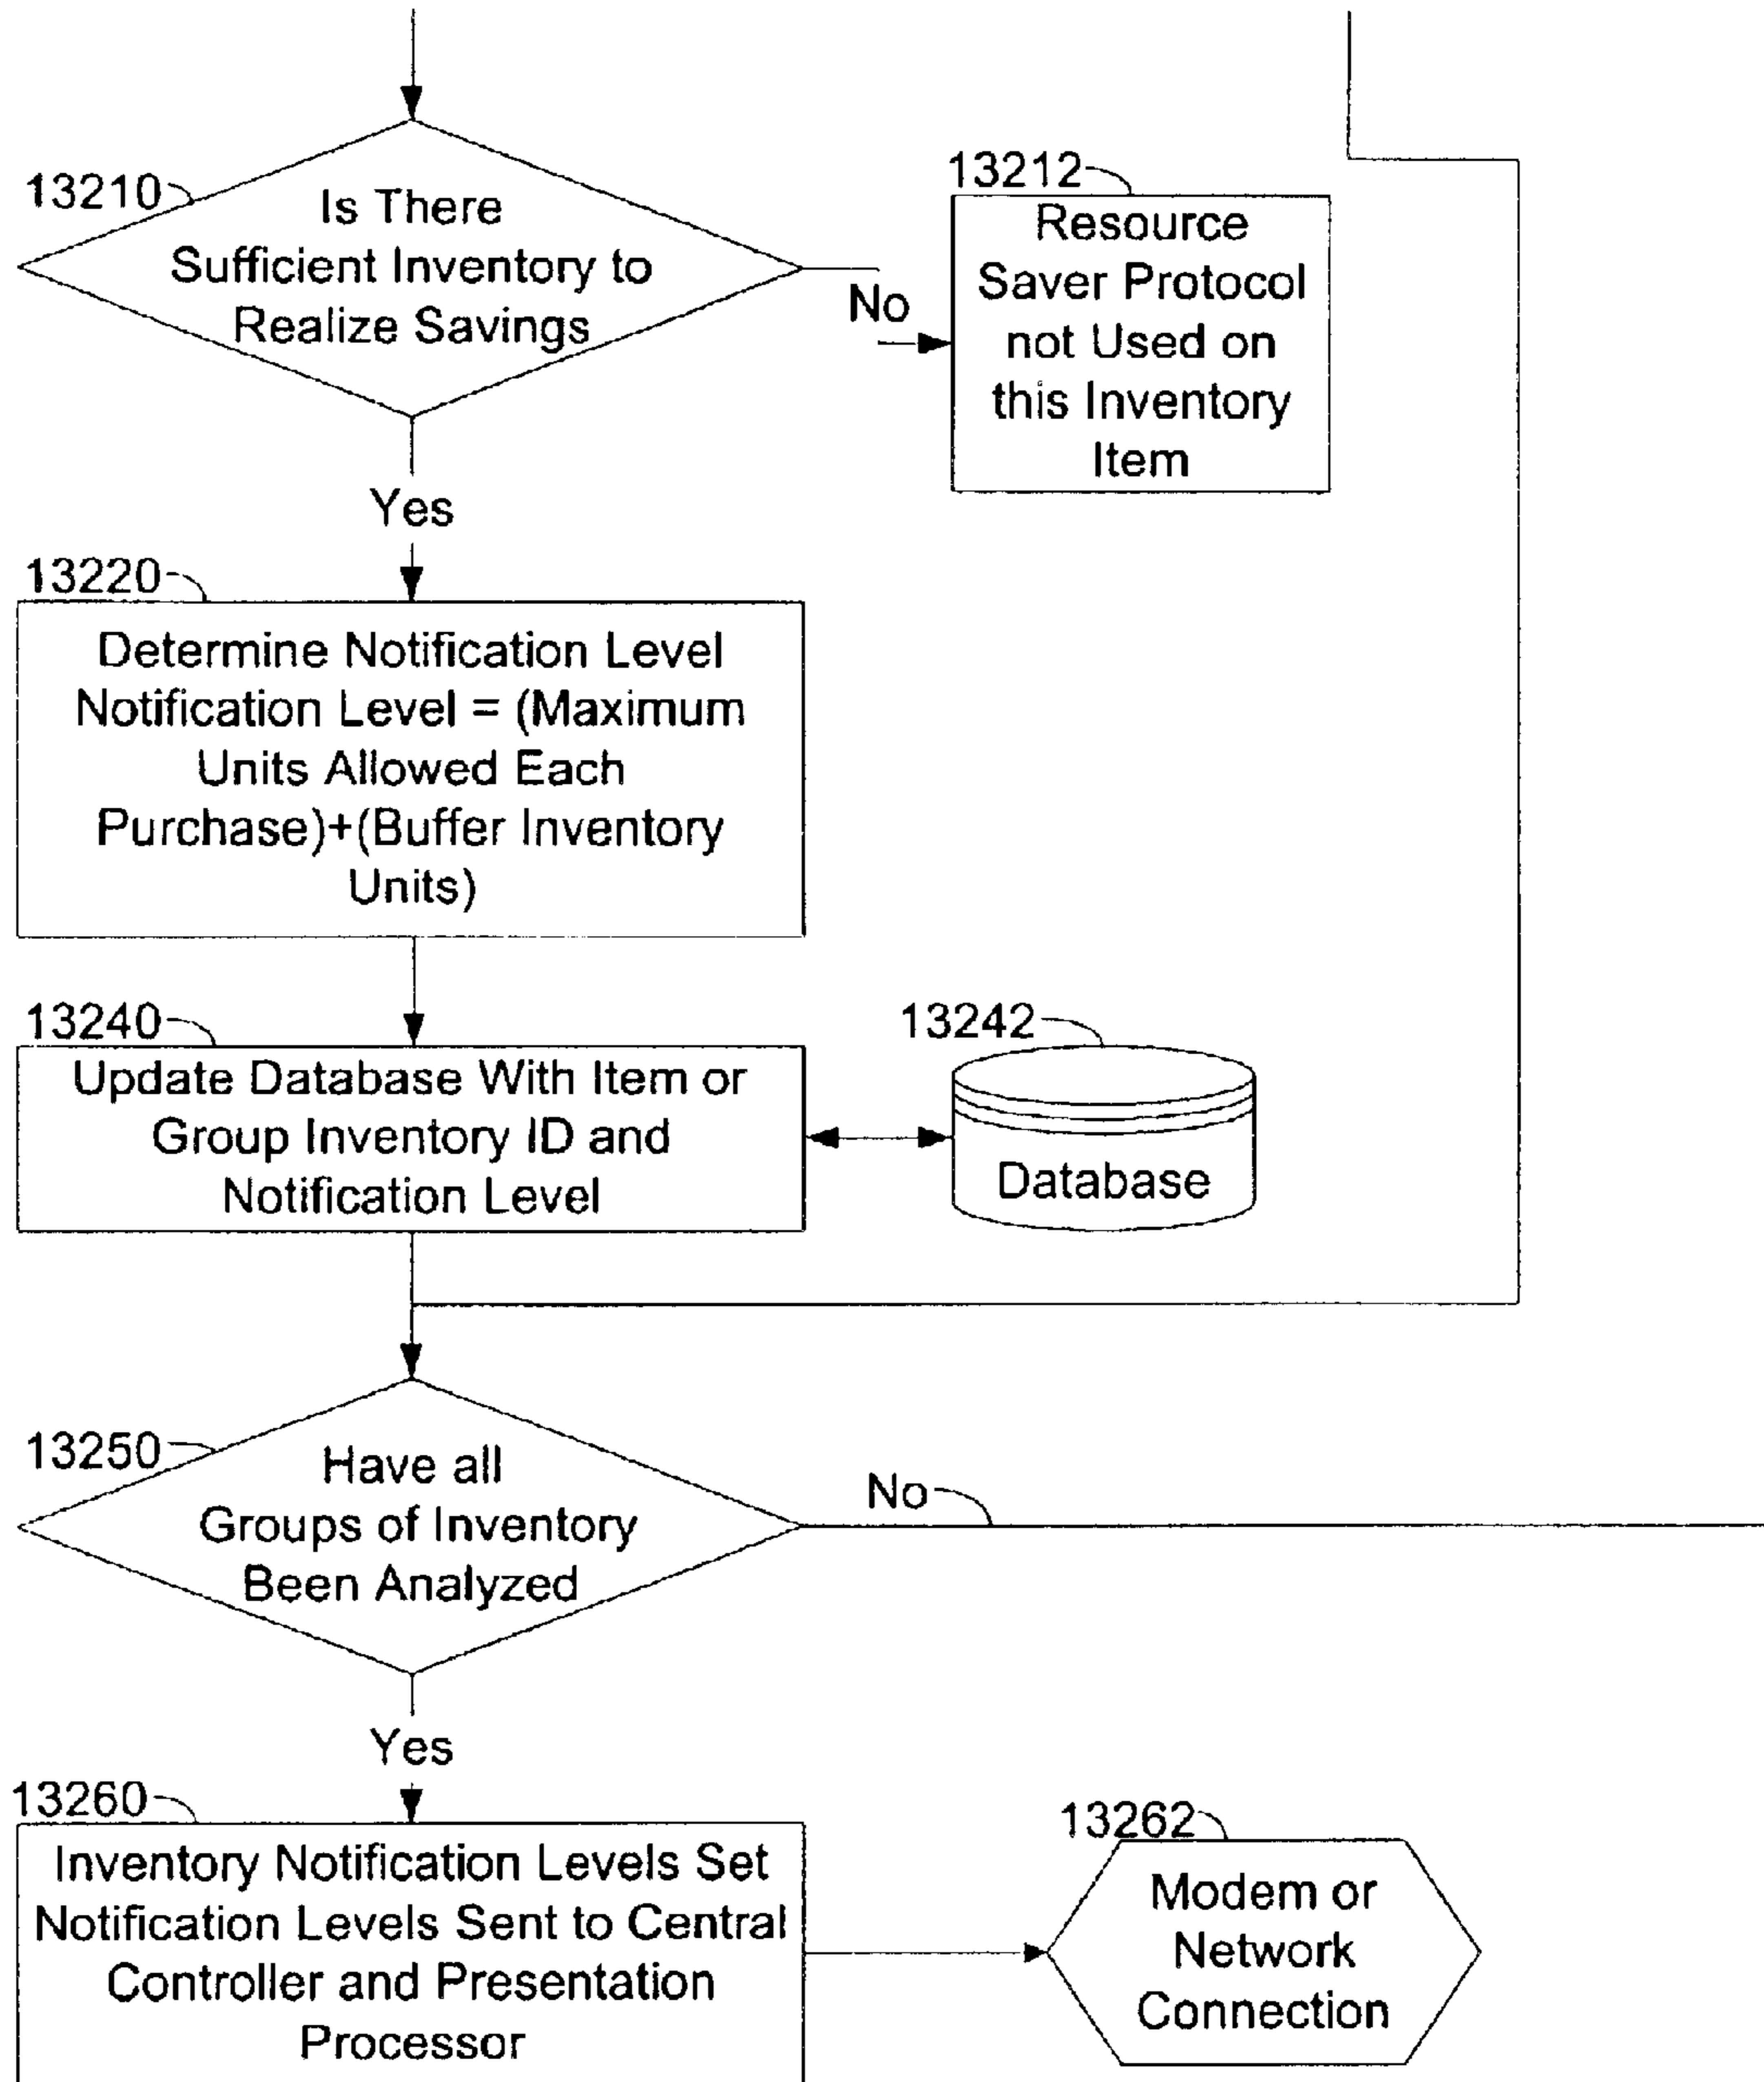 13210
Is There
Sufficient Inventory to
Realize Savings
No
13212
Resource
Saver Protocol
not Used on
this Inventory
Item
Yes
13220
Determine Notification Level
Notification Level = (Maximum
Units Allowed Each
Purchase)+(Buffer Inventory
Units)
13240
Update Database With Item or
Group Inventory ID and
Notification Level
13242
Database
13250
Have all
Groups of Inventory
Been Analyzed
No
Yes
13260
Inventory Notification Levels Set
Notification Levels Sent to Central
Controller and Presentation
Processor
13262
Modem or
Network
Connection